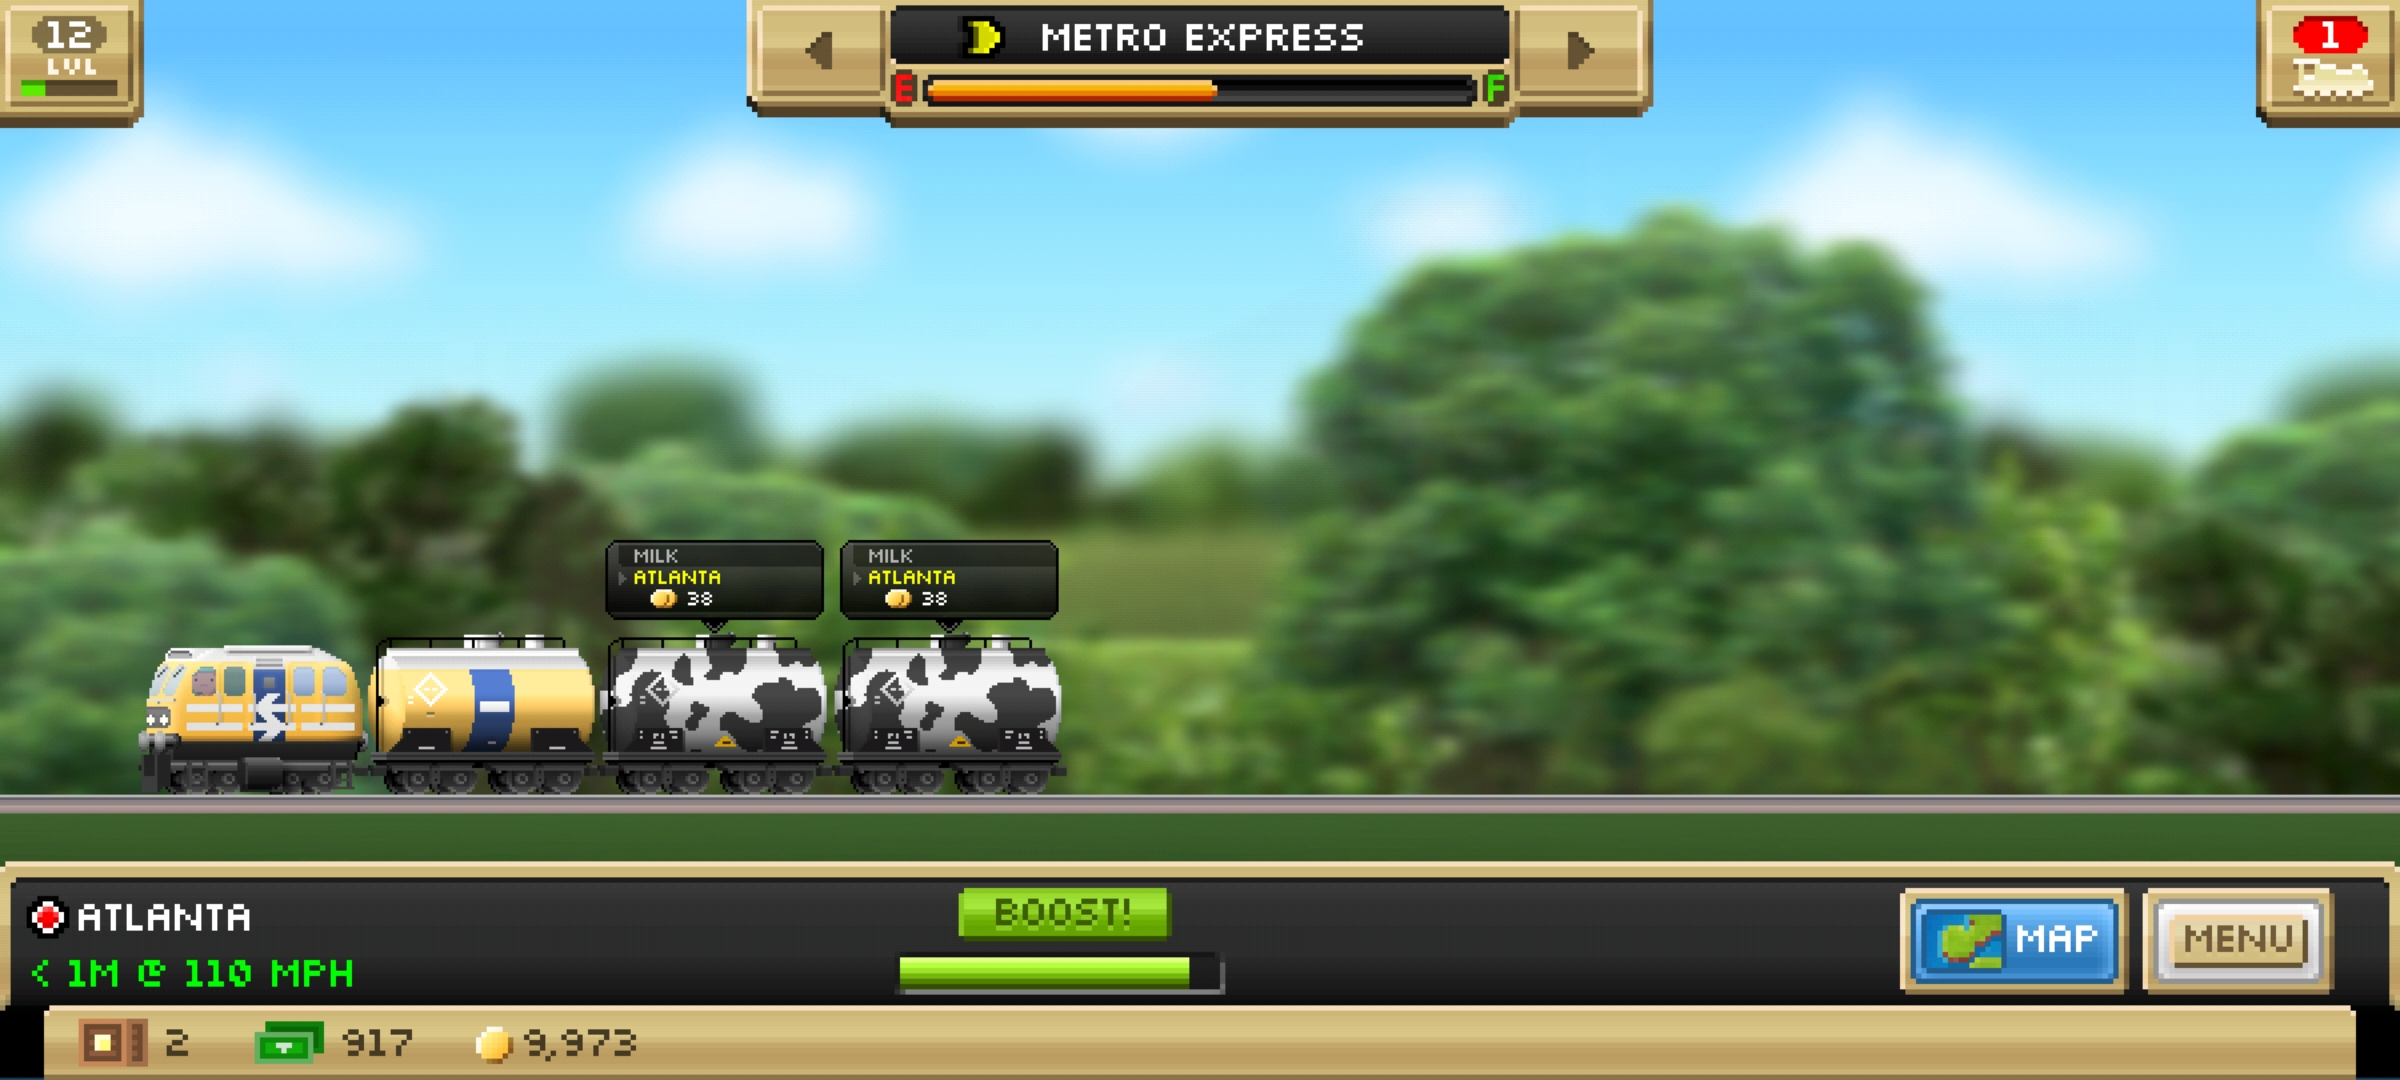 12
LVL
METRO EXPRESS
E F
1
MILK
ATLANTA
38
MILK
ATLANTA
38
ATLANTA
< 1M @ 110 MPH
BOOST!
MAP
MENU
2
917
9,973